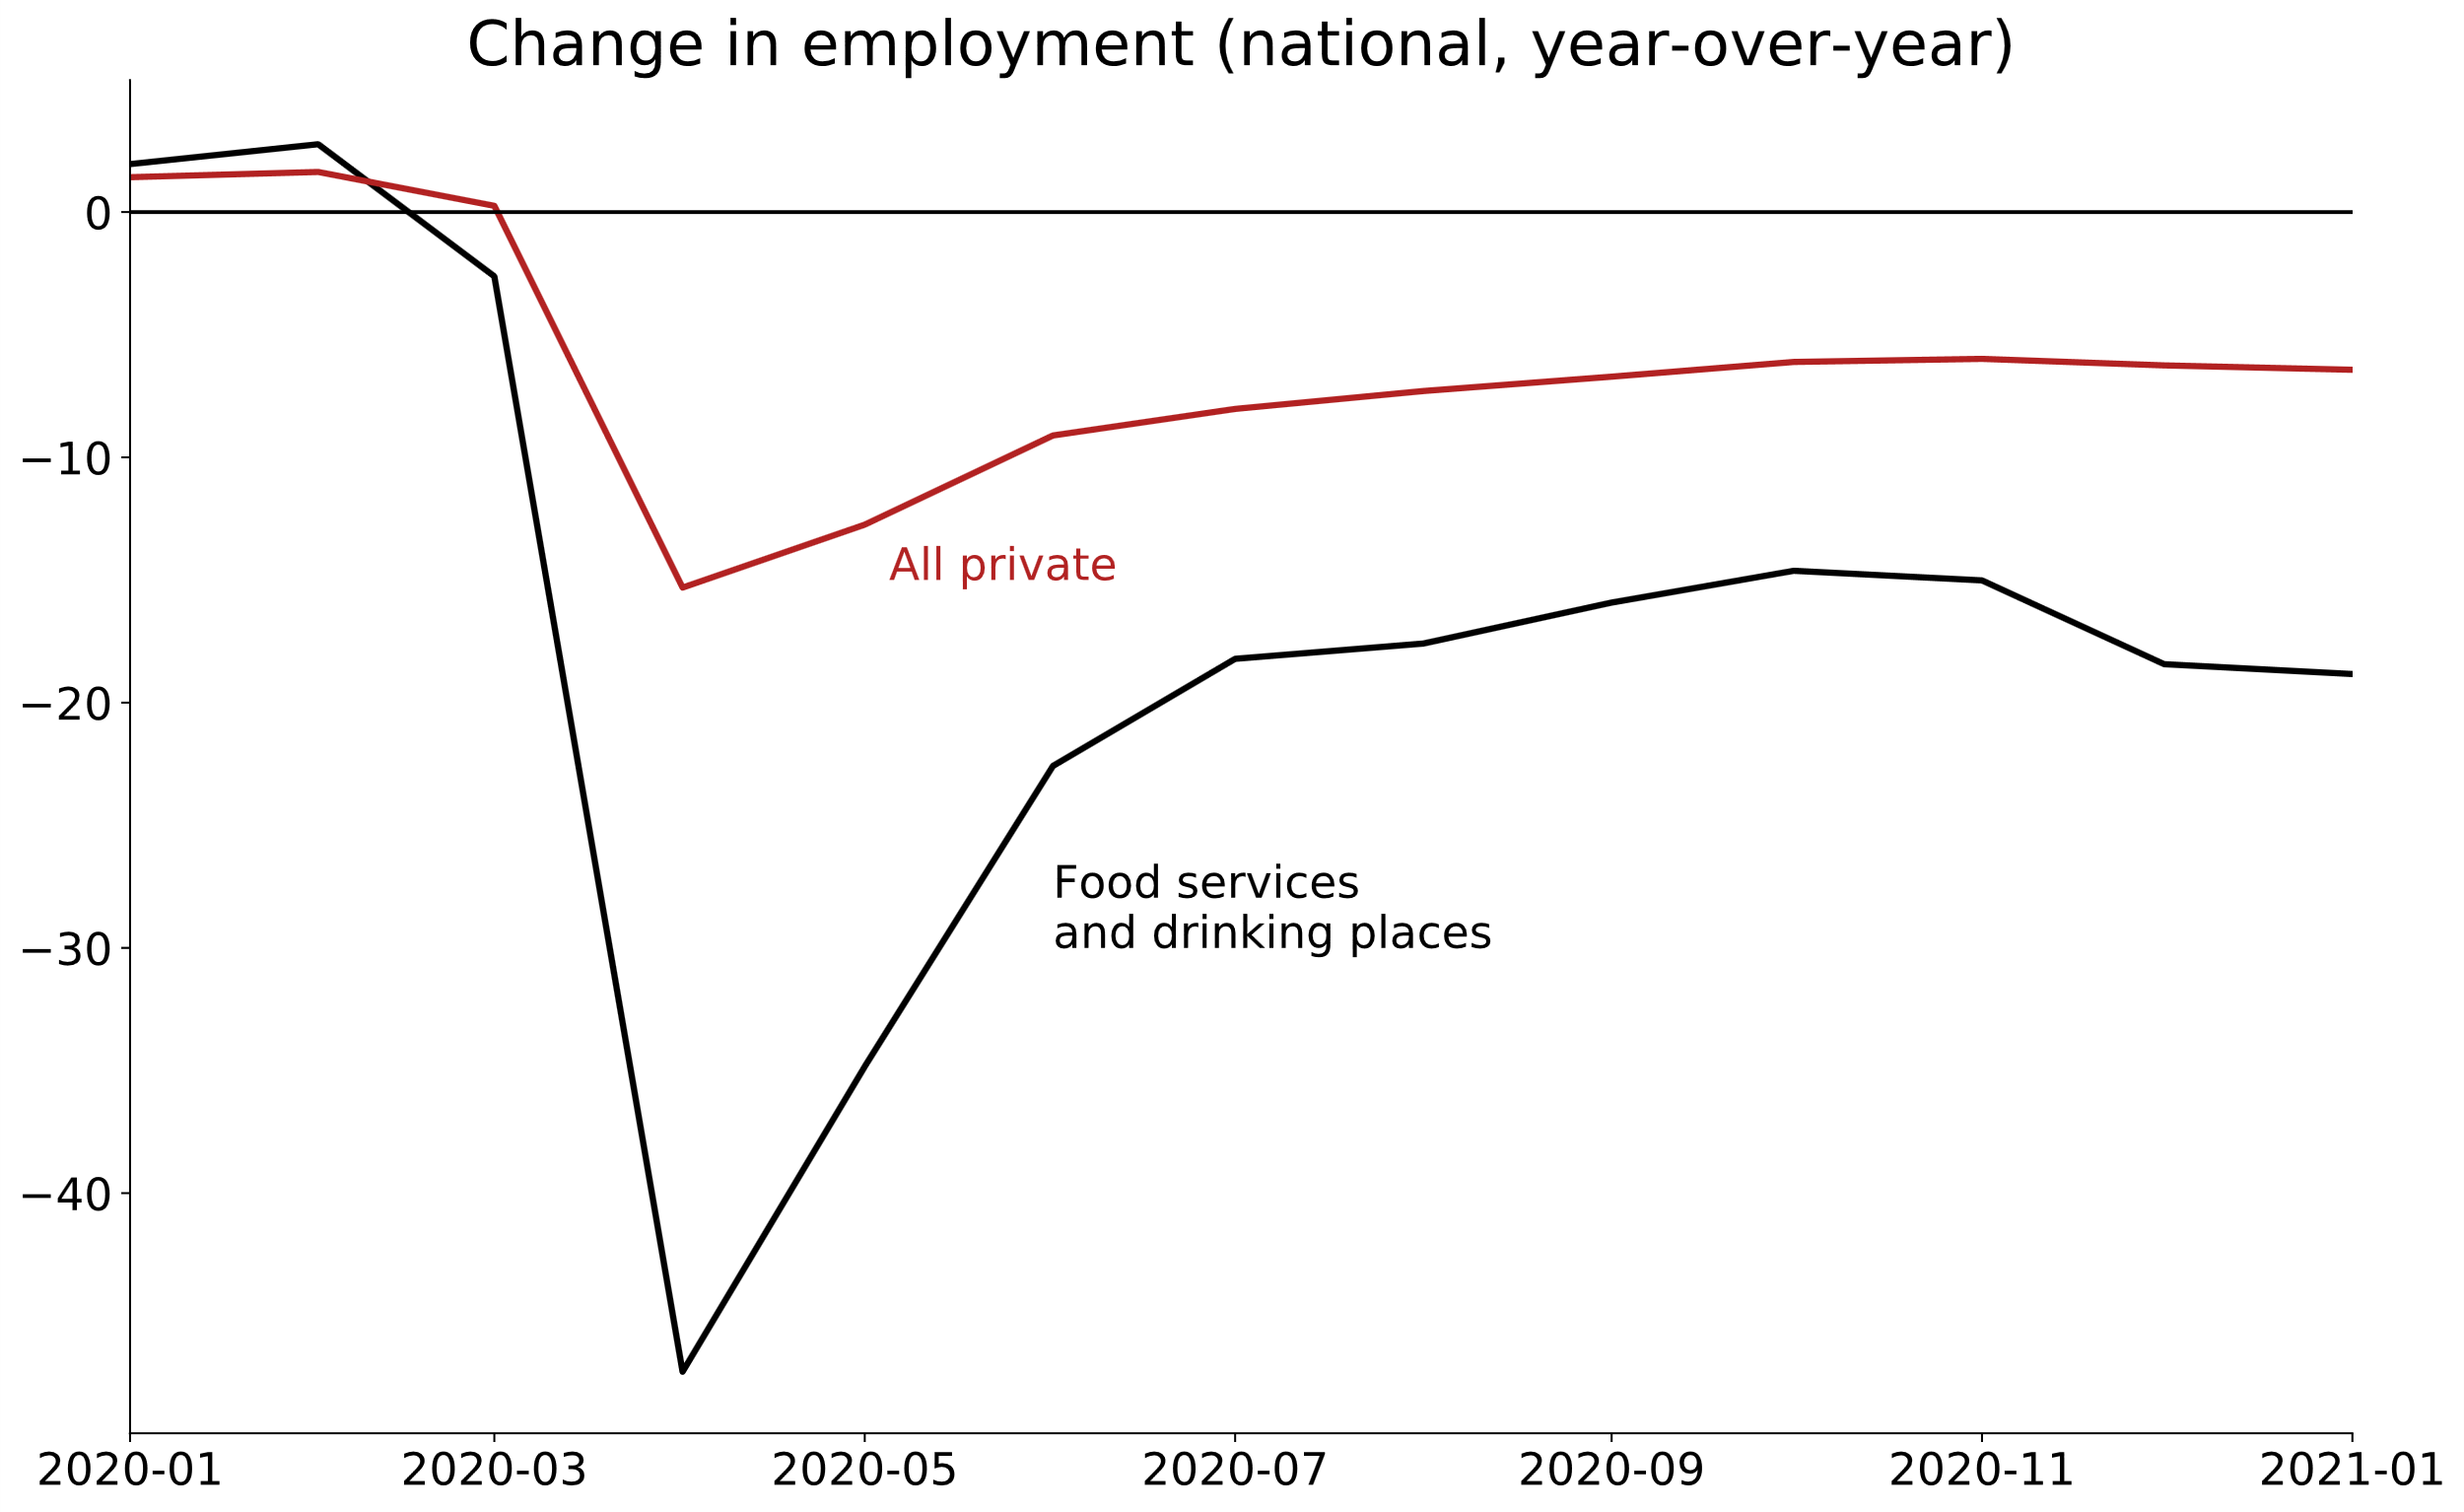 Change in employment (national, year-over-year)
0
−10
All private
−20
Food services
and drinking places
−30
−40
2020-01 2020-03 2020-05 2020-07 2020-09 2020-11 2021-01